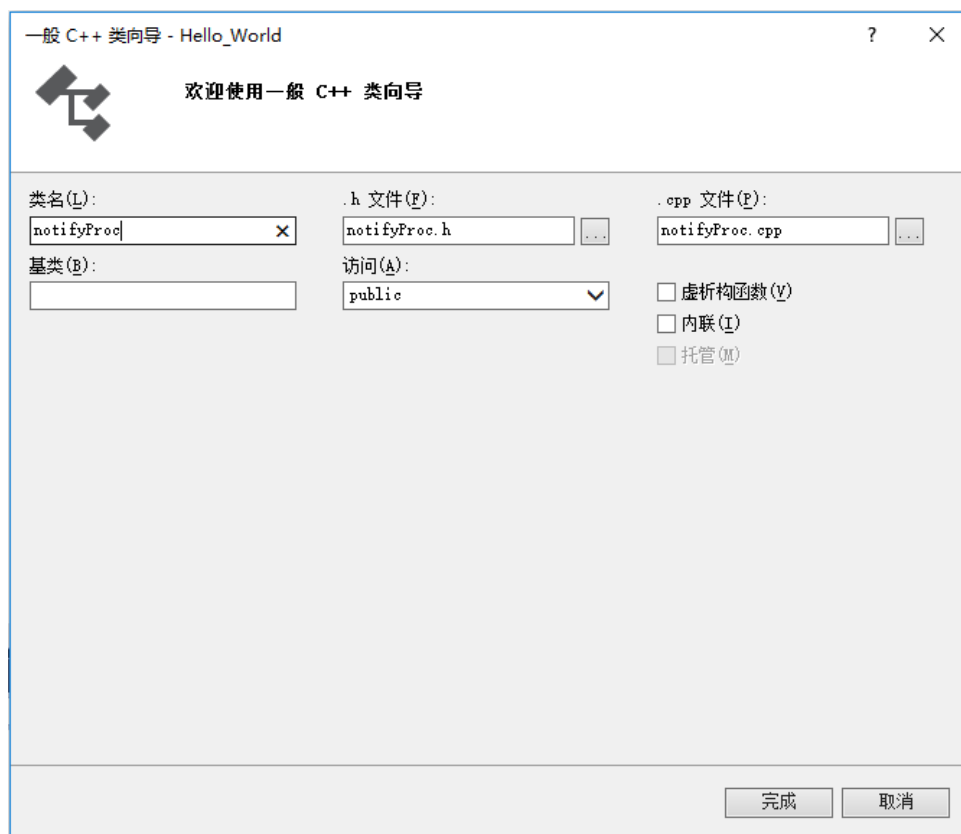 一般 C++ 类向导 - Hello_World
欢迎使用一般 C++ 类向导
类名(L):
.h 文件(F):
.cpp 文件(P):
notifyProc
notifyProc.h
...
notifyProc.cpp
...
基类(B):
访问(A):
public
虚析构函数(V)
内联(I)
托管(M)
完成
取消